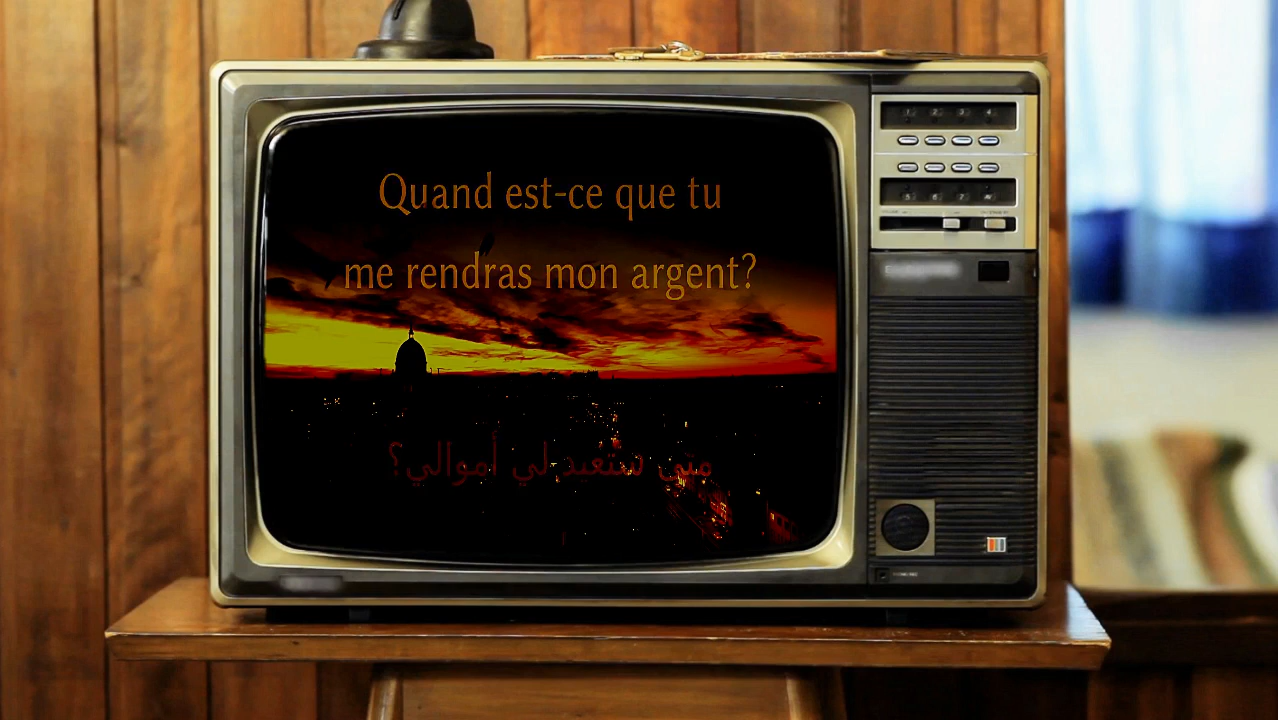 Quand est-ce que tu
me rendras mon argent?
متى ستعيد لي أموالي؟